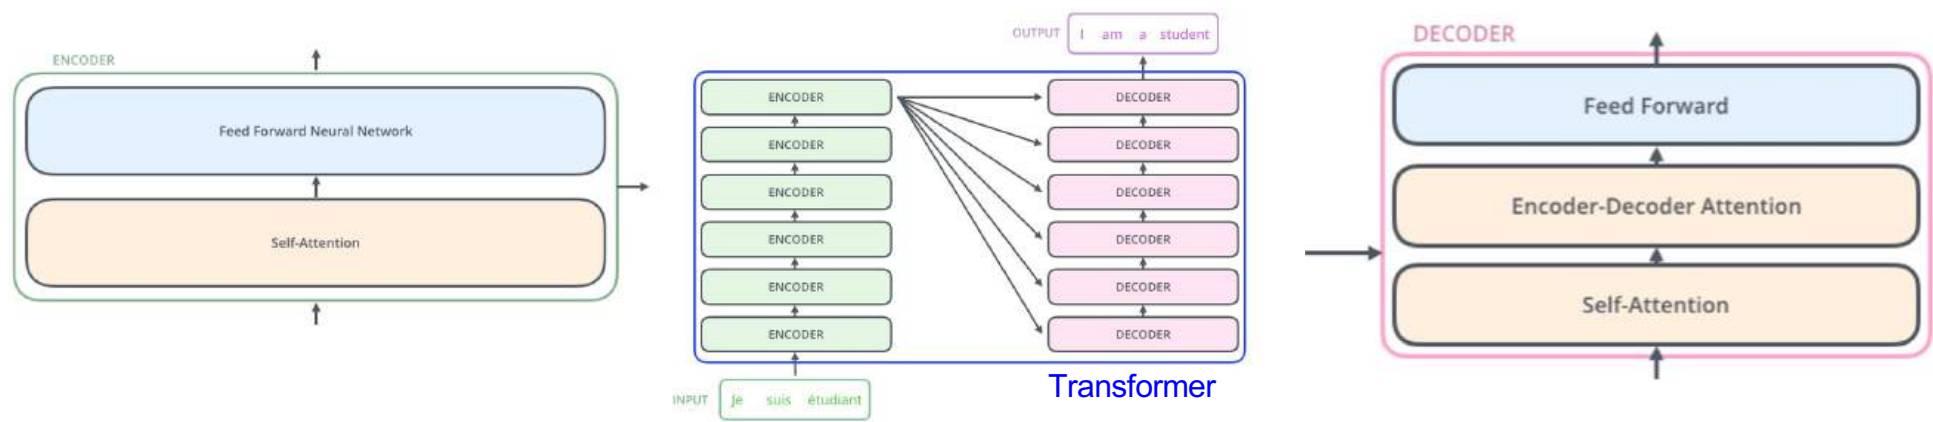 ENCODER
Feed Forward Neural Network
Self-Attention
OUTPUT I am a student
ENCODER
ENCODER
ENCODER
ENCODER
ENCODER
ENCODER
DECODER
DECODER
DECODER
DECODER
DECODER
DECODER
Transformer
INPUT Je suis étudiant
DECODER
Feed Forward
Encoder-Decoder Attention
Self-Attention